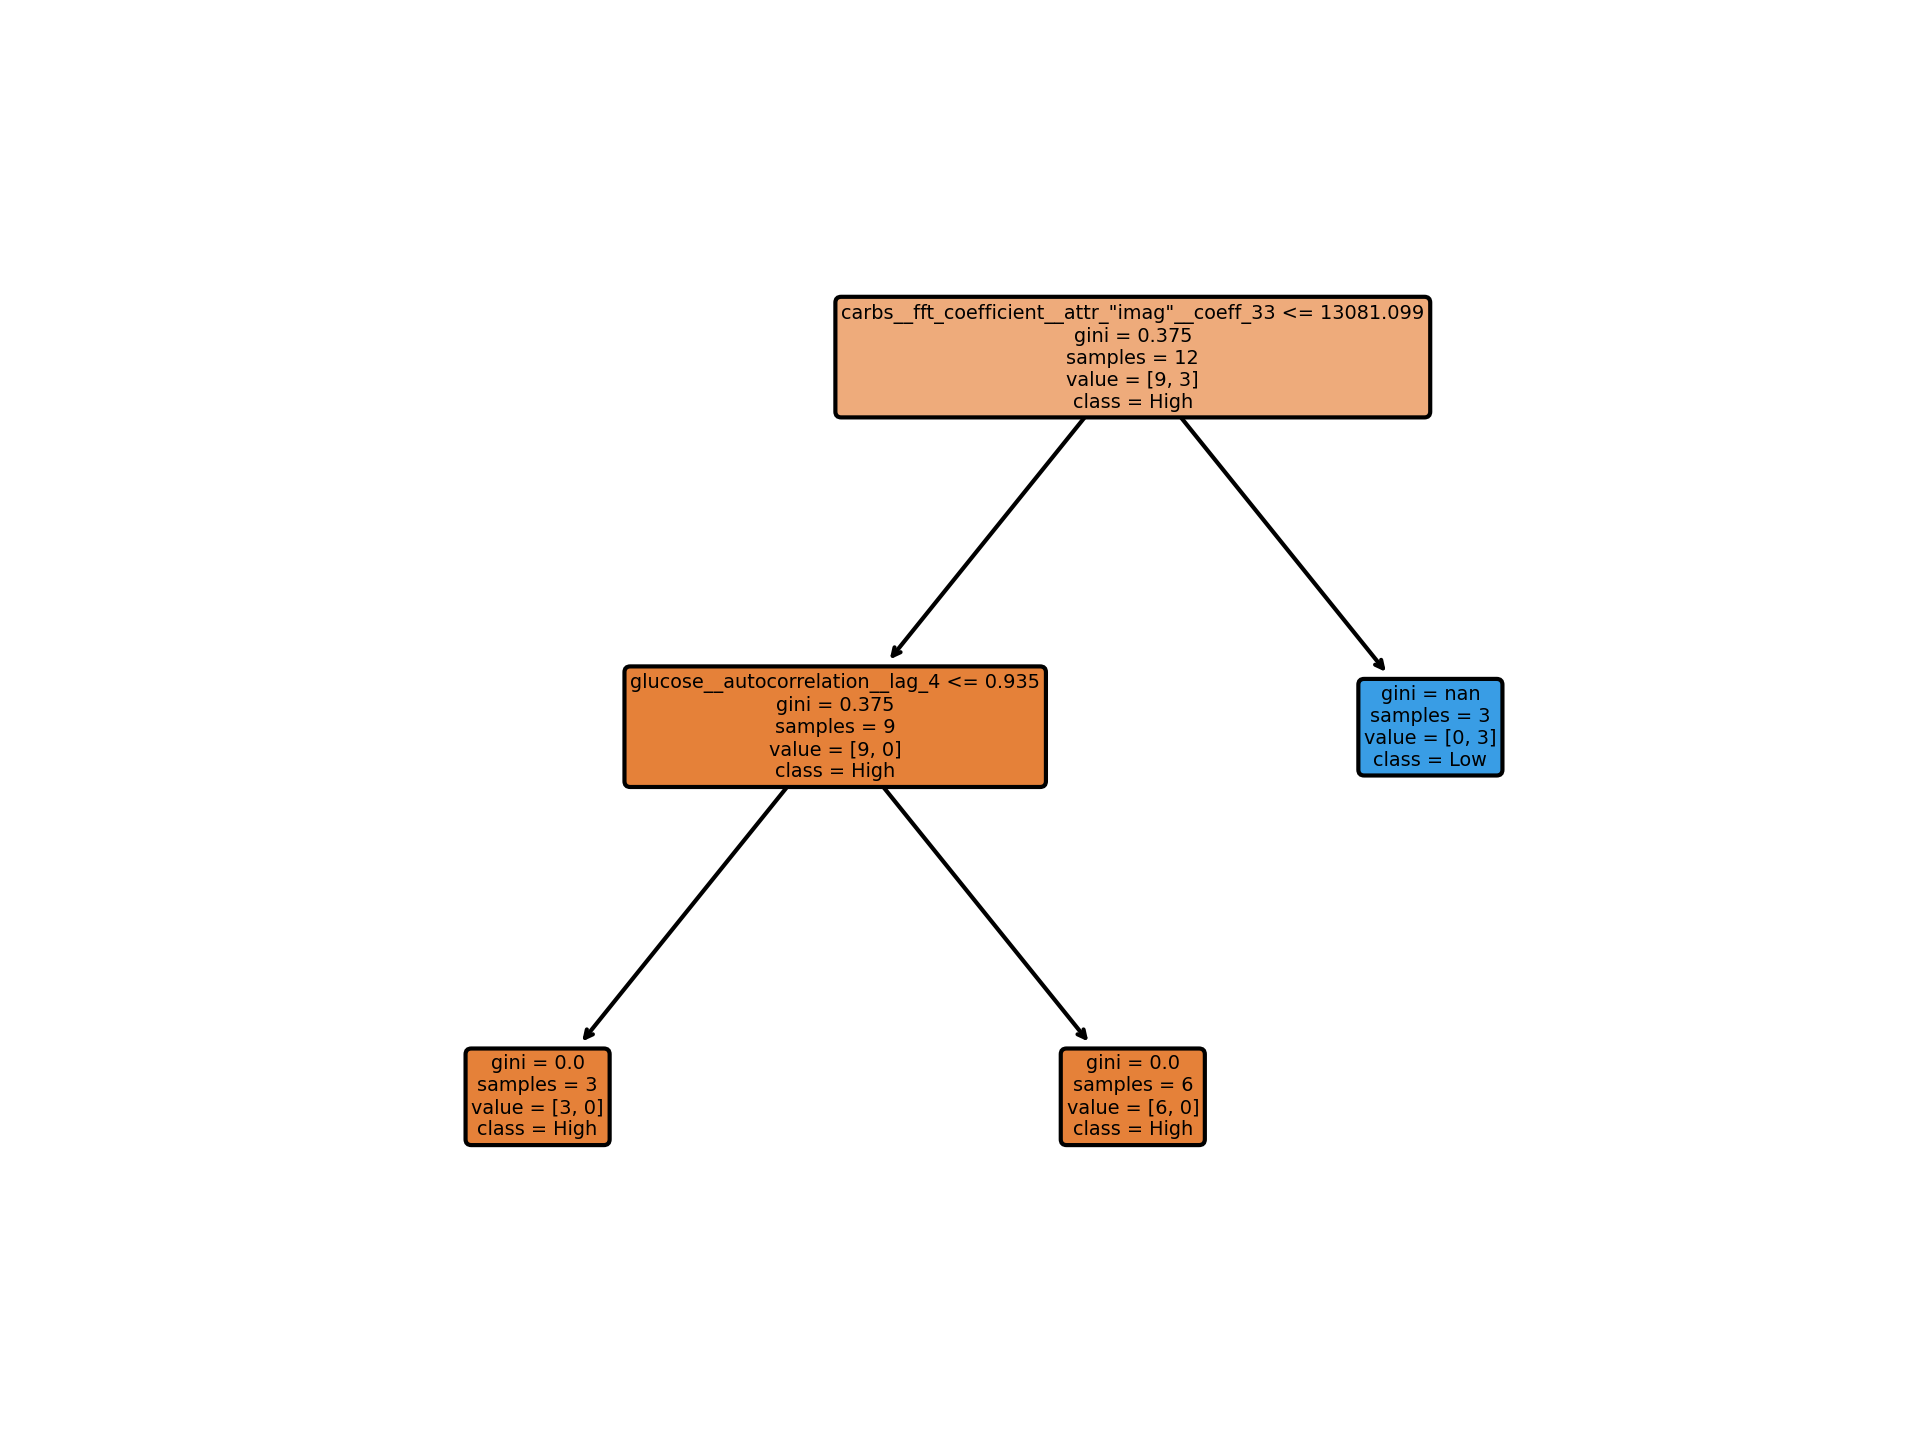 carbs__fft_coefficient__attr_"imag"__coeff_33 <= 13081.099
gini = 0.375
samples = 12
value = [9, 3]
class = High
glucose__autocorrelation__lag_4 <= 0.935
gini = 0.375
samples = 9
value = [9, 0]
class = High
gini = nan
samples = 3
value = [0, 3]
class = Low
gini = 0.0
samples = 3
value = [3, 0]
class = High
gini = 0.0
samples = 6
value = [6, 0]
class = High